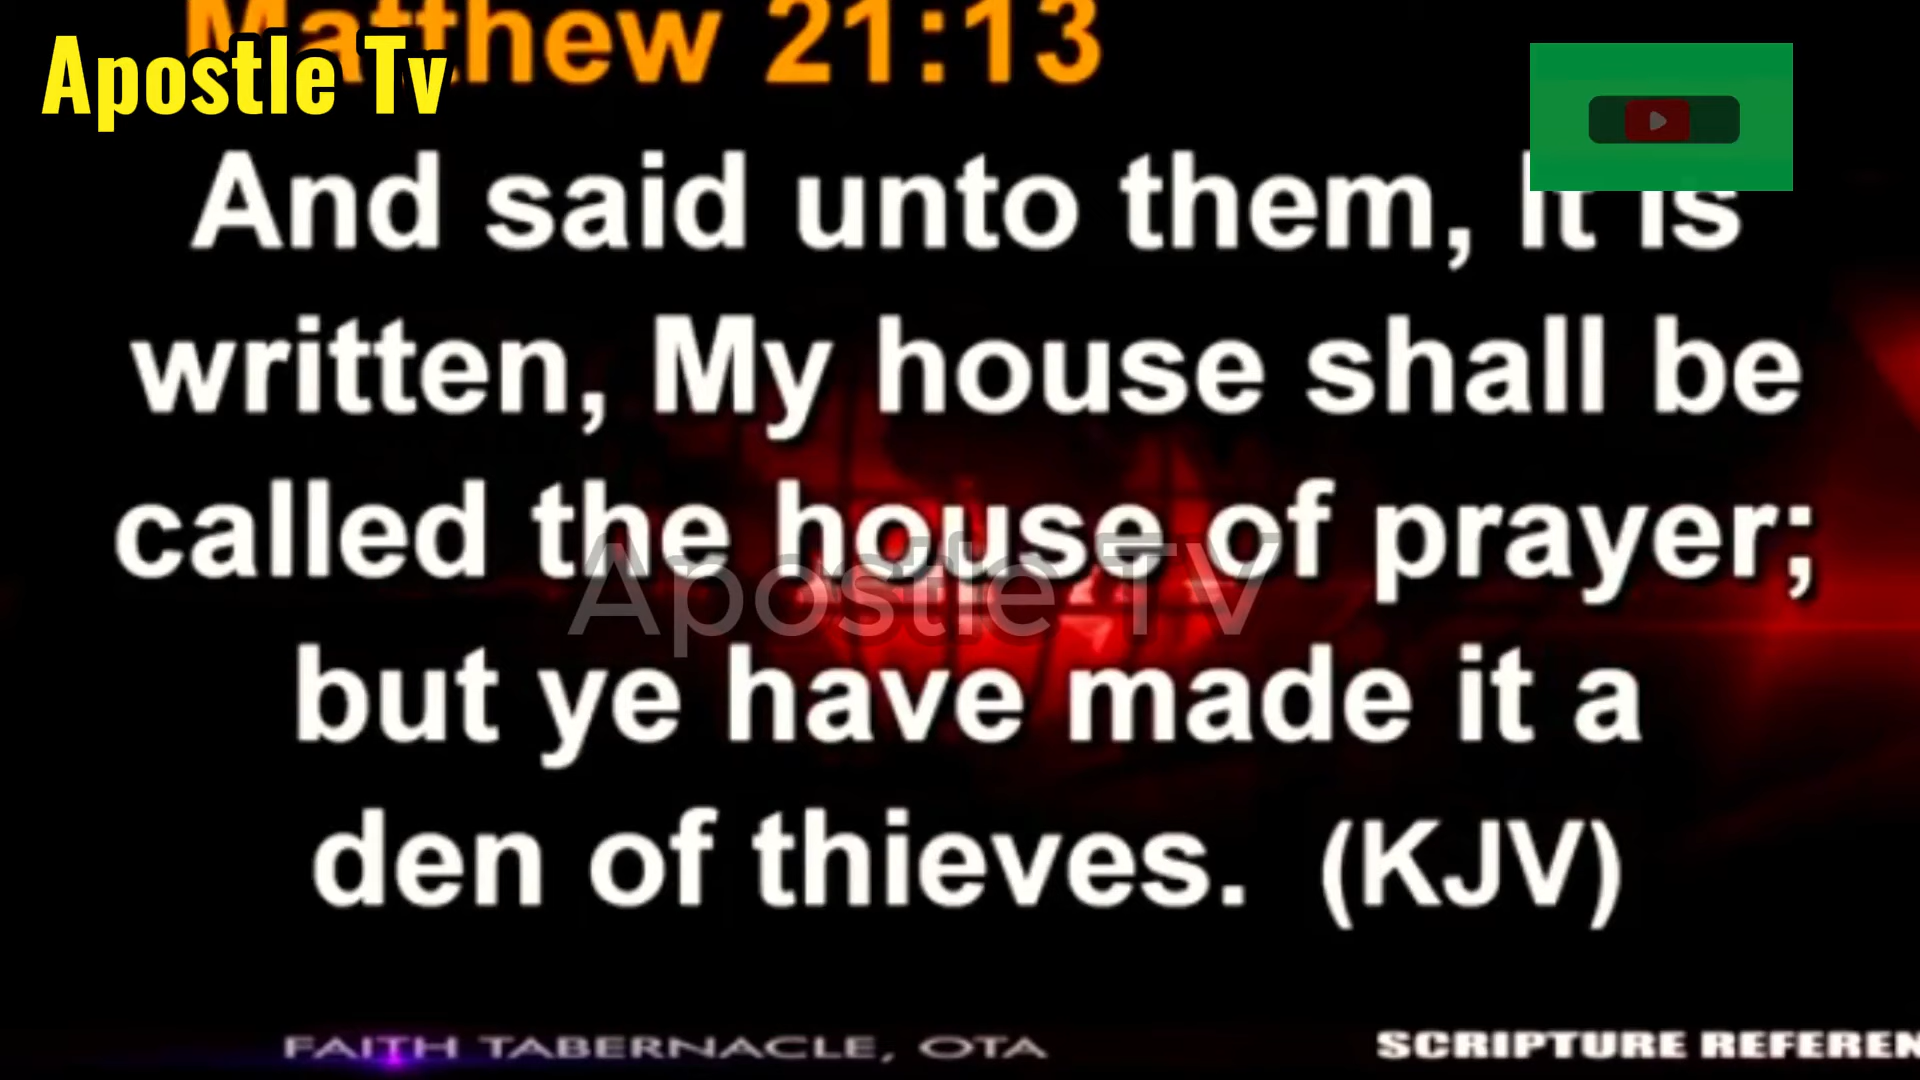 Matthew 21:13
Apostle Tv
And said unto them, It is
written, My house shall be
called the house of prayer;
Apostle TV
but ye have made it a
den of thieves. (KJV)
FAITH TABERNACLE, OTA
SCRIPTURE REFEREN